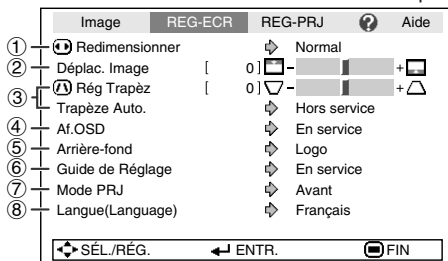 Image REG-ECR REG-PRJ ? Aide
① Redimensionner Normal
② Déplac. Image [ 0] - +
③ Rég Trapèz [ 0] - +
Trapèze Auto. Hors service
④ Af.OSD En service
⑤ Arrière-fond Logo
⑥ Guide de Réglage En service
⑦ Mode PRJ Avant
⑧ Langue(Language) Français
SÉL./RÉG. ENTR. FIN